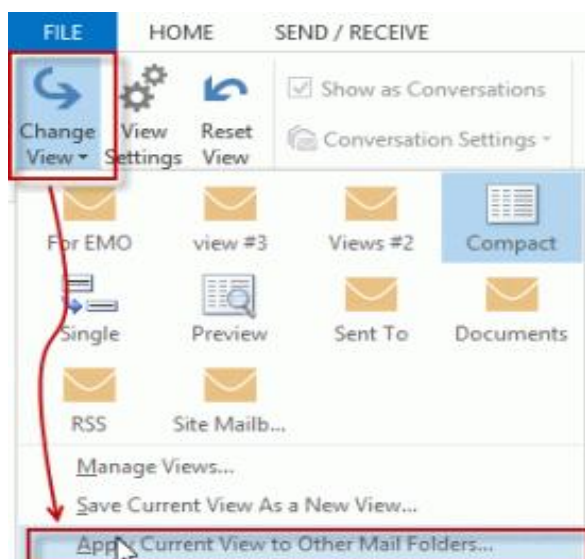 FILE HOME SEND / RECEIVE
Change View View Settings Reset View
Show as Conversations
Conversation Settings
For EMO view #3 Views #2 Compact
Single Preview Sent To Documents
RSS Site Mailb...
Manage Views...
Save Current View As a New View...
Apply Current View to Other Mail Folders...